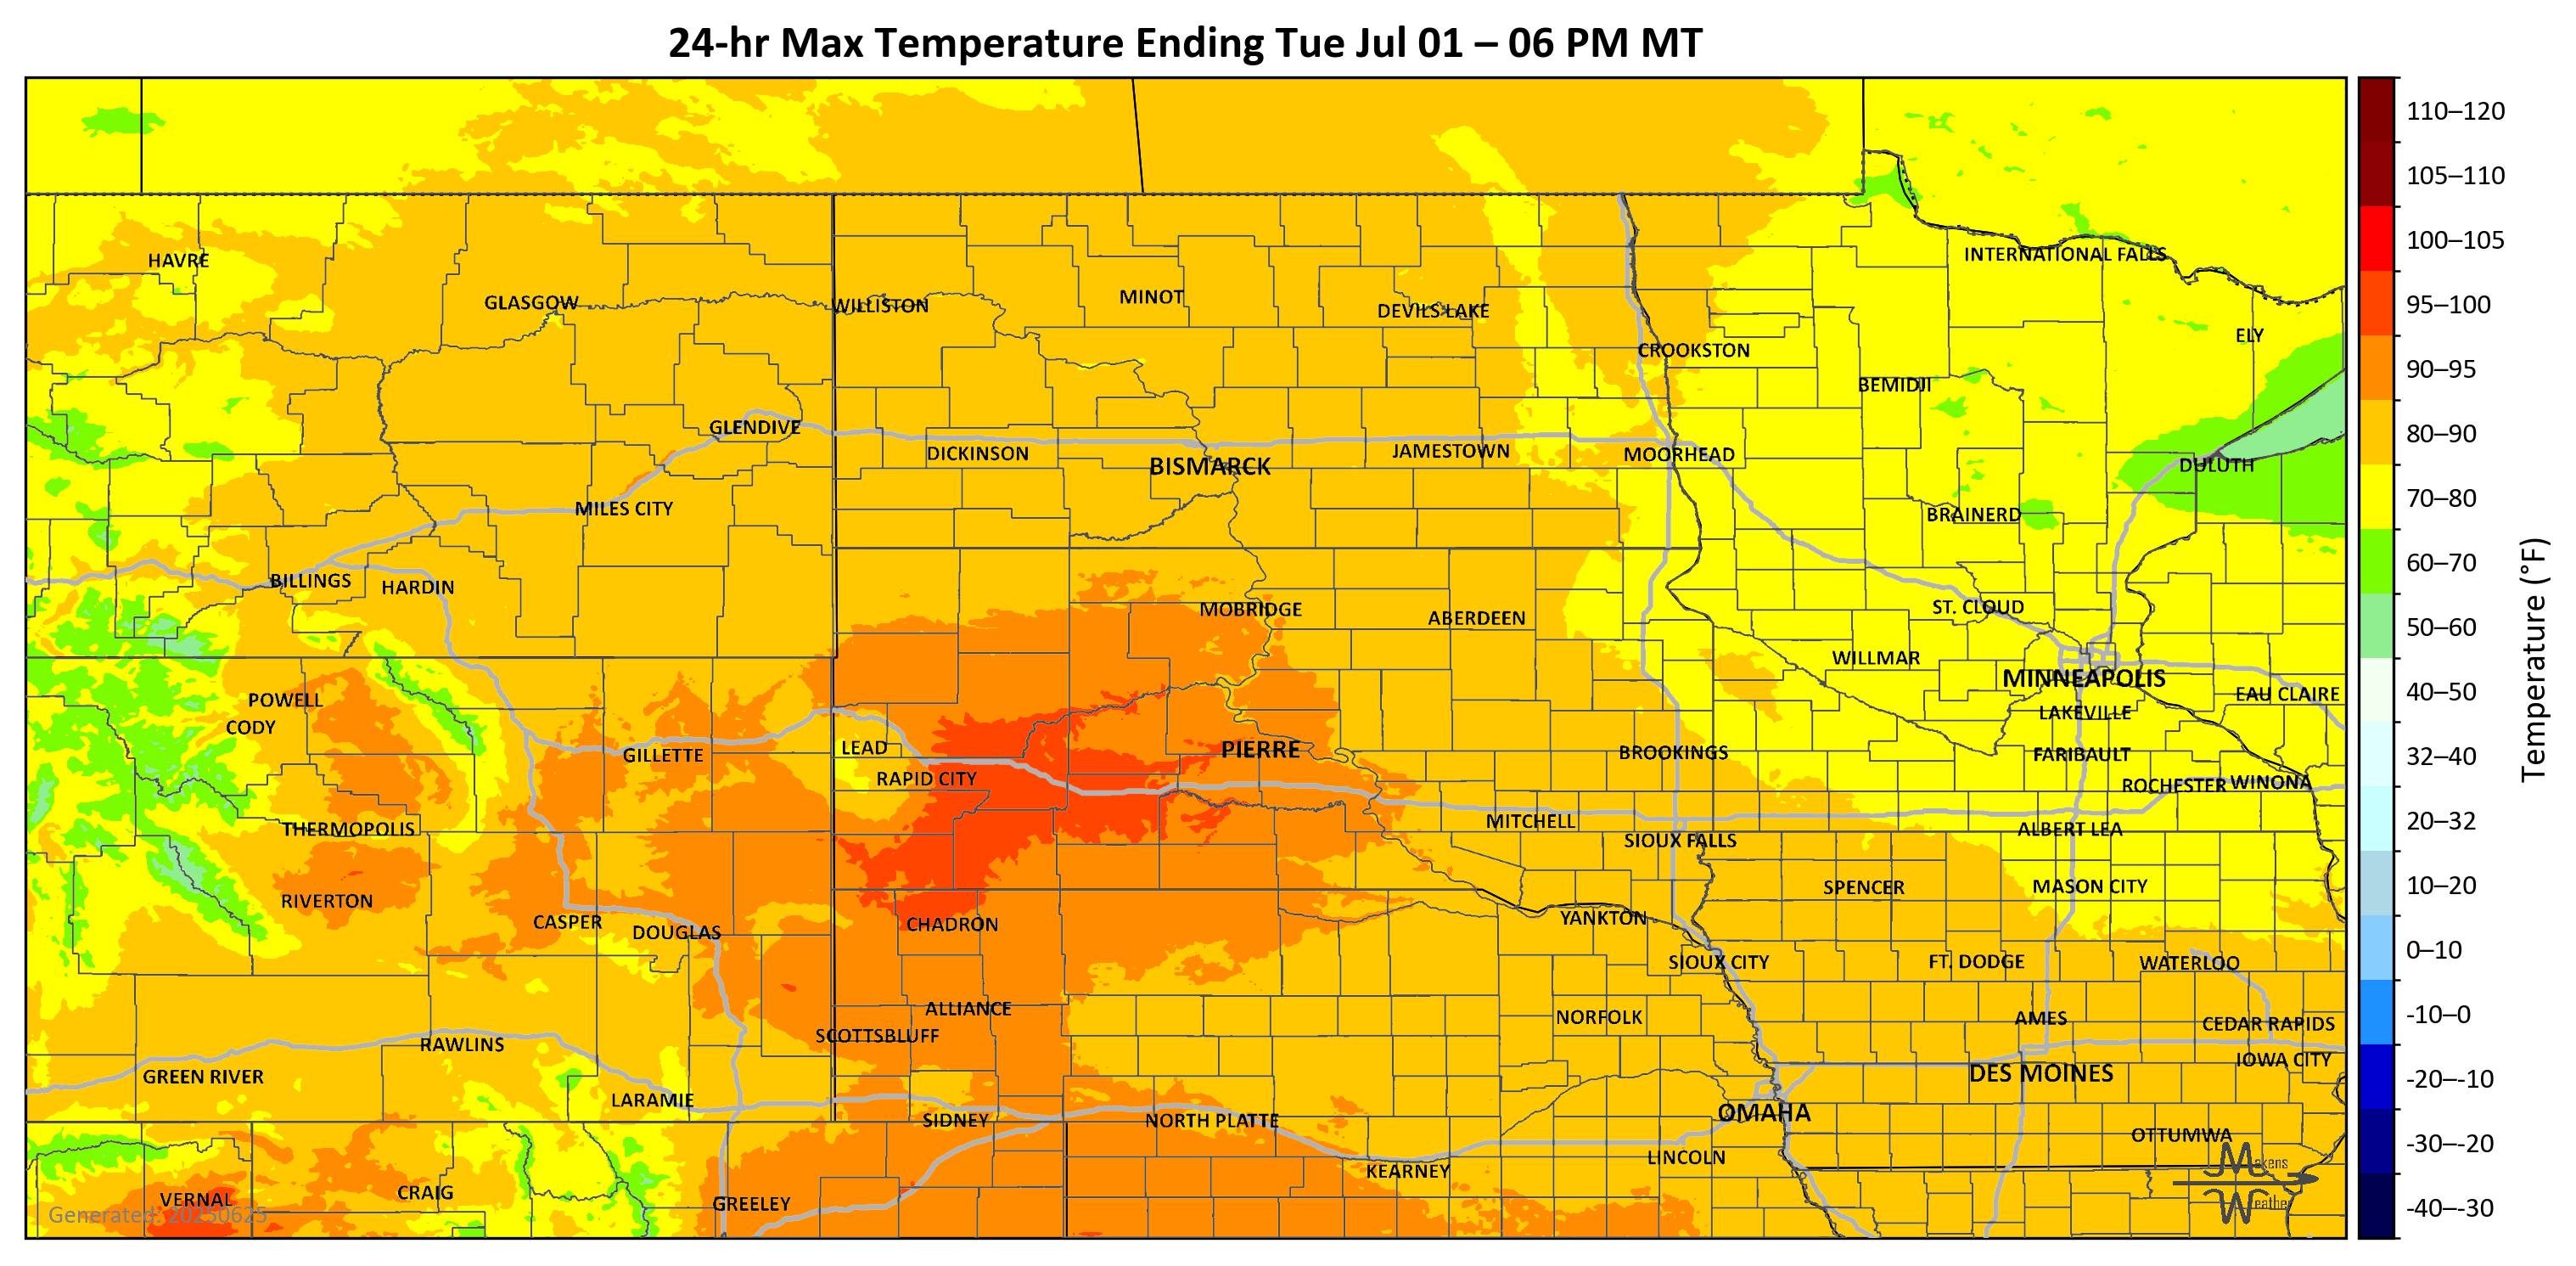 24-hr Max Temperature Ending Tue Jul 01 – 06 PM MT
HAVRE
INTERNATIONAL FALLS
GLASGOW
WILLISTON
MINOT
DEVILS LAKE
ELY
CROOKSTON
BEMIDJI
GLENDIVE
DICKINSON
BISMARCK
JAMESTOWN
MOORHEAD
DULUTH
MILES CITY
BRAINERD
BILLINGS
HARDIN
MOBRIDGE
ABERDEEN
ST. CLOUD
WILLMAR
MINNEAPOLIS
EAU CLAIRE
POWELL
CODY
LAKEVILLE
GILLETTE
LEAD
PIERRE
BROOKINGS
FARIBAULT
RAPID CITY
ROCHESTER
WINONA
THERMOPOLIS
MITCHELL
SIOUX FALLS
ALBERT LEA
RIVERTON
SPENCER
MASON CITY
CASPER
DOUGLAS
CHADRON
YANKTON
SIOUX CITY
FT. DODGE
WATERLOO
ALLIANCE
NORFOLK
AMES
CEDAR RAPIDS
SCOTTSBLUFF
RAWLINS
IOWA CITY
GREEN RIVER
DES MOINES
LARAMIE
SIDNEY
NORTH PLATTE
OMAHA
OTTUMWA
KEARNEY
LINCOLN
VERNAL
CRAIG
GREELEY
Generated: 20250625
Makens
Weather
110–120
105–110
100–105
95–100
90–95
80–90
70–80
60–70
50–60
40–50
32–40
20–32
10–20
0–10
-10–0
-20–-10
-30–-20
-40–-30
Temperature (°F)